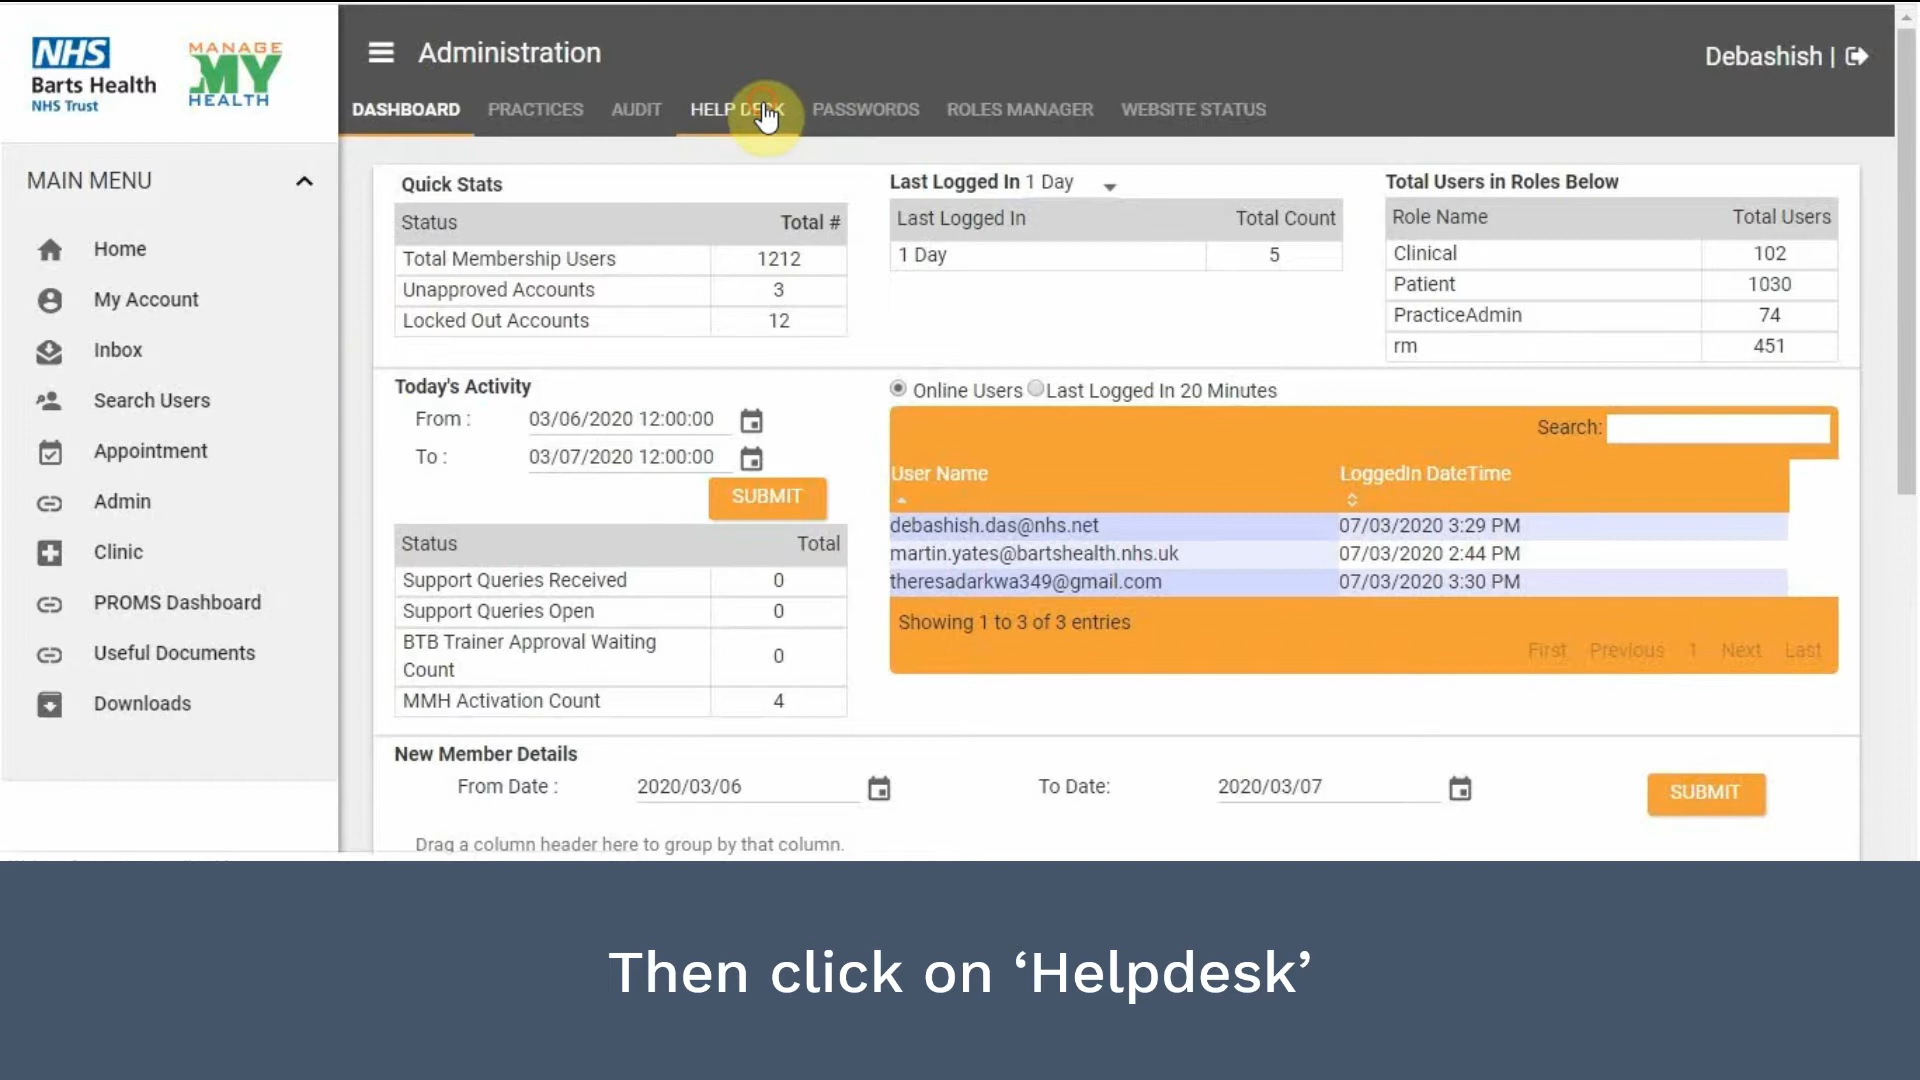 NHS
Barts Health
NHS Trust
MANAGE
MY
HEALTH
Administration
Debashish |
DASHBOARD PRACTICES AUDIT HELP DESK PASSWORDS ROLES MANAGER WEBSITE STATUS
MAIN MENU
Home
My Account
Inbox
Search Users
Appointment
Admin
Clinic
PROMS Dashboard
Useful Documents
Downloads
Quick Stats
Status Total #
Total Membership Users 1212
Unapproved Accounts 3
Locked Out Accounts 12
Last Logged In 1 Day
Last Logged In Total Count
1 Day 5
Total Users in Roles Below
Role Name Total Users
Clinical 102
Patient 1030
PracticeAdmin 74
rm 451
Today's Activity
From : 03/06/2020 12:00:00
To : 03/07/2020 12:00:00
SUBMIT
Status Total
Support Queries Received 0
Support Queries Open 0
BTB Trainer Approval Waiting
Count 0
MMH Activation Count 4
Online Users Last Logged In 20 Minutes
Search:
User Name LoggedIn DateTime
debashish.das@nhs.net 07/03/2020 3:29 PM
martin.yates@bartshealth.nhs.uk 07/03/2020 2:44 PM
theresadarkwa349@gmail.com 07/03/2020 3:30 PM
Showing 1 to 3 of 3 entries
First Previous 1 Next Last
New Member Details
From Date : 2020/03/06 To Date: 2020/03/07 SUBMIT
Drag a column header here to group by that column.
Then click on ‘Helpdesk’